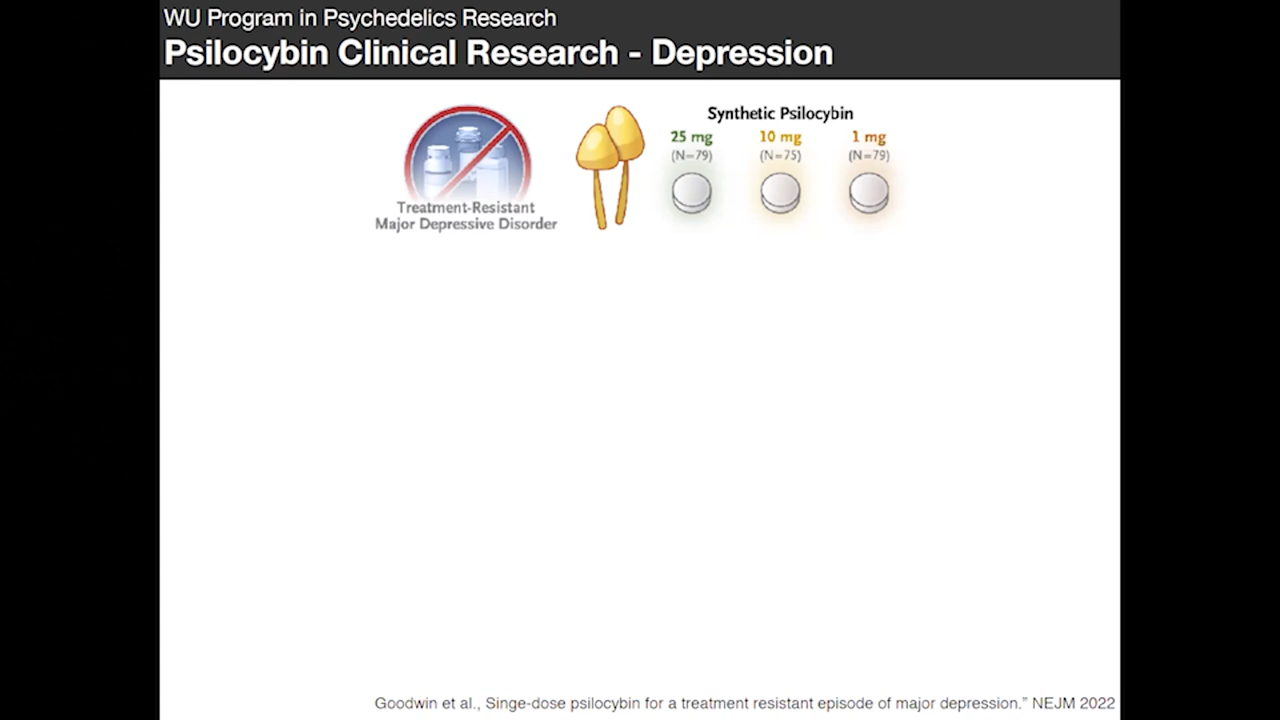 WU Program in Psychedelics Research
Psilocybin Clinical Research - Depression
Treatment-Resistant
Major Depressive Disorder
Synthetic Psilocybin
25 mg 10 mg 1 mg
(N=79) (N=75) (N=79)
Goodwin et al., Singe-dose psilocybin for a treatment resistant episode of major depression.” NEJM 2022